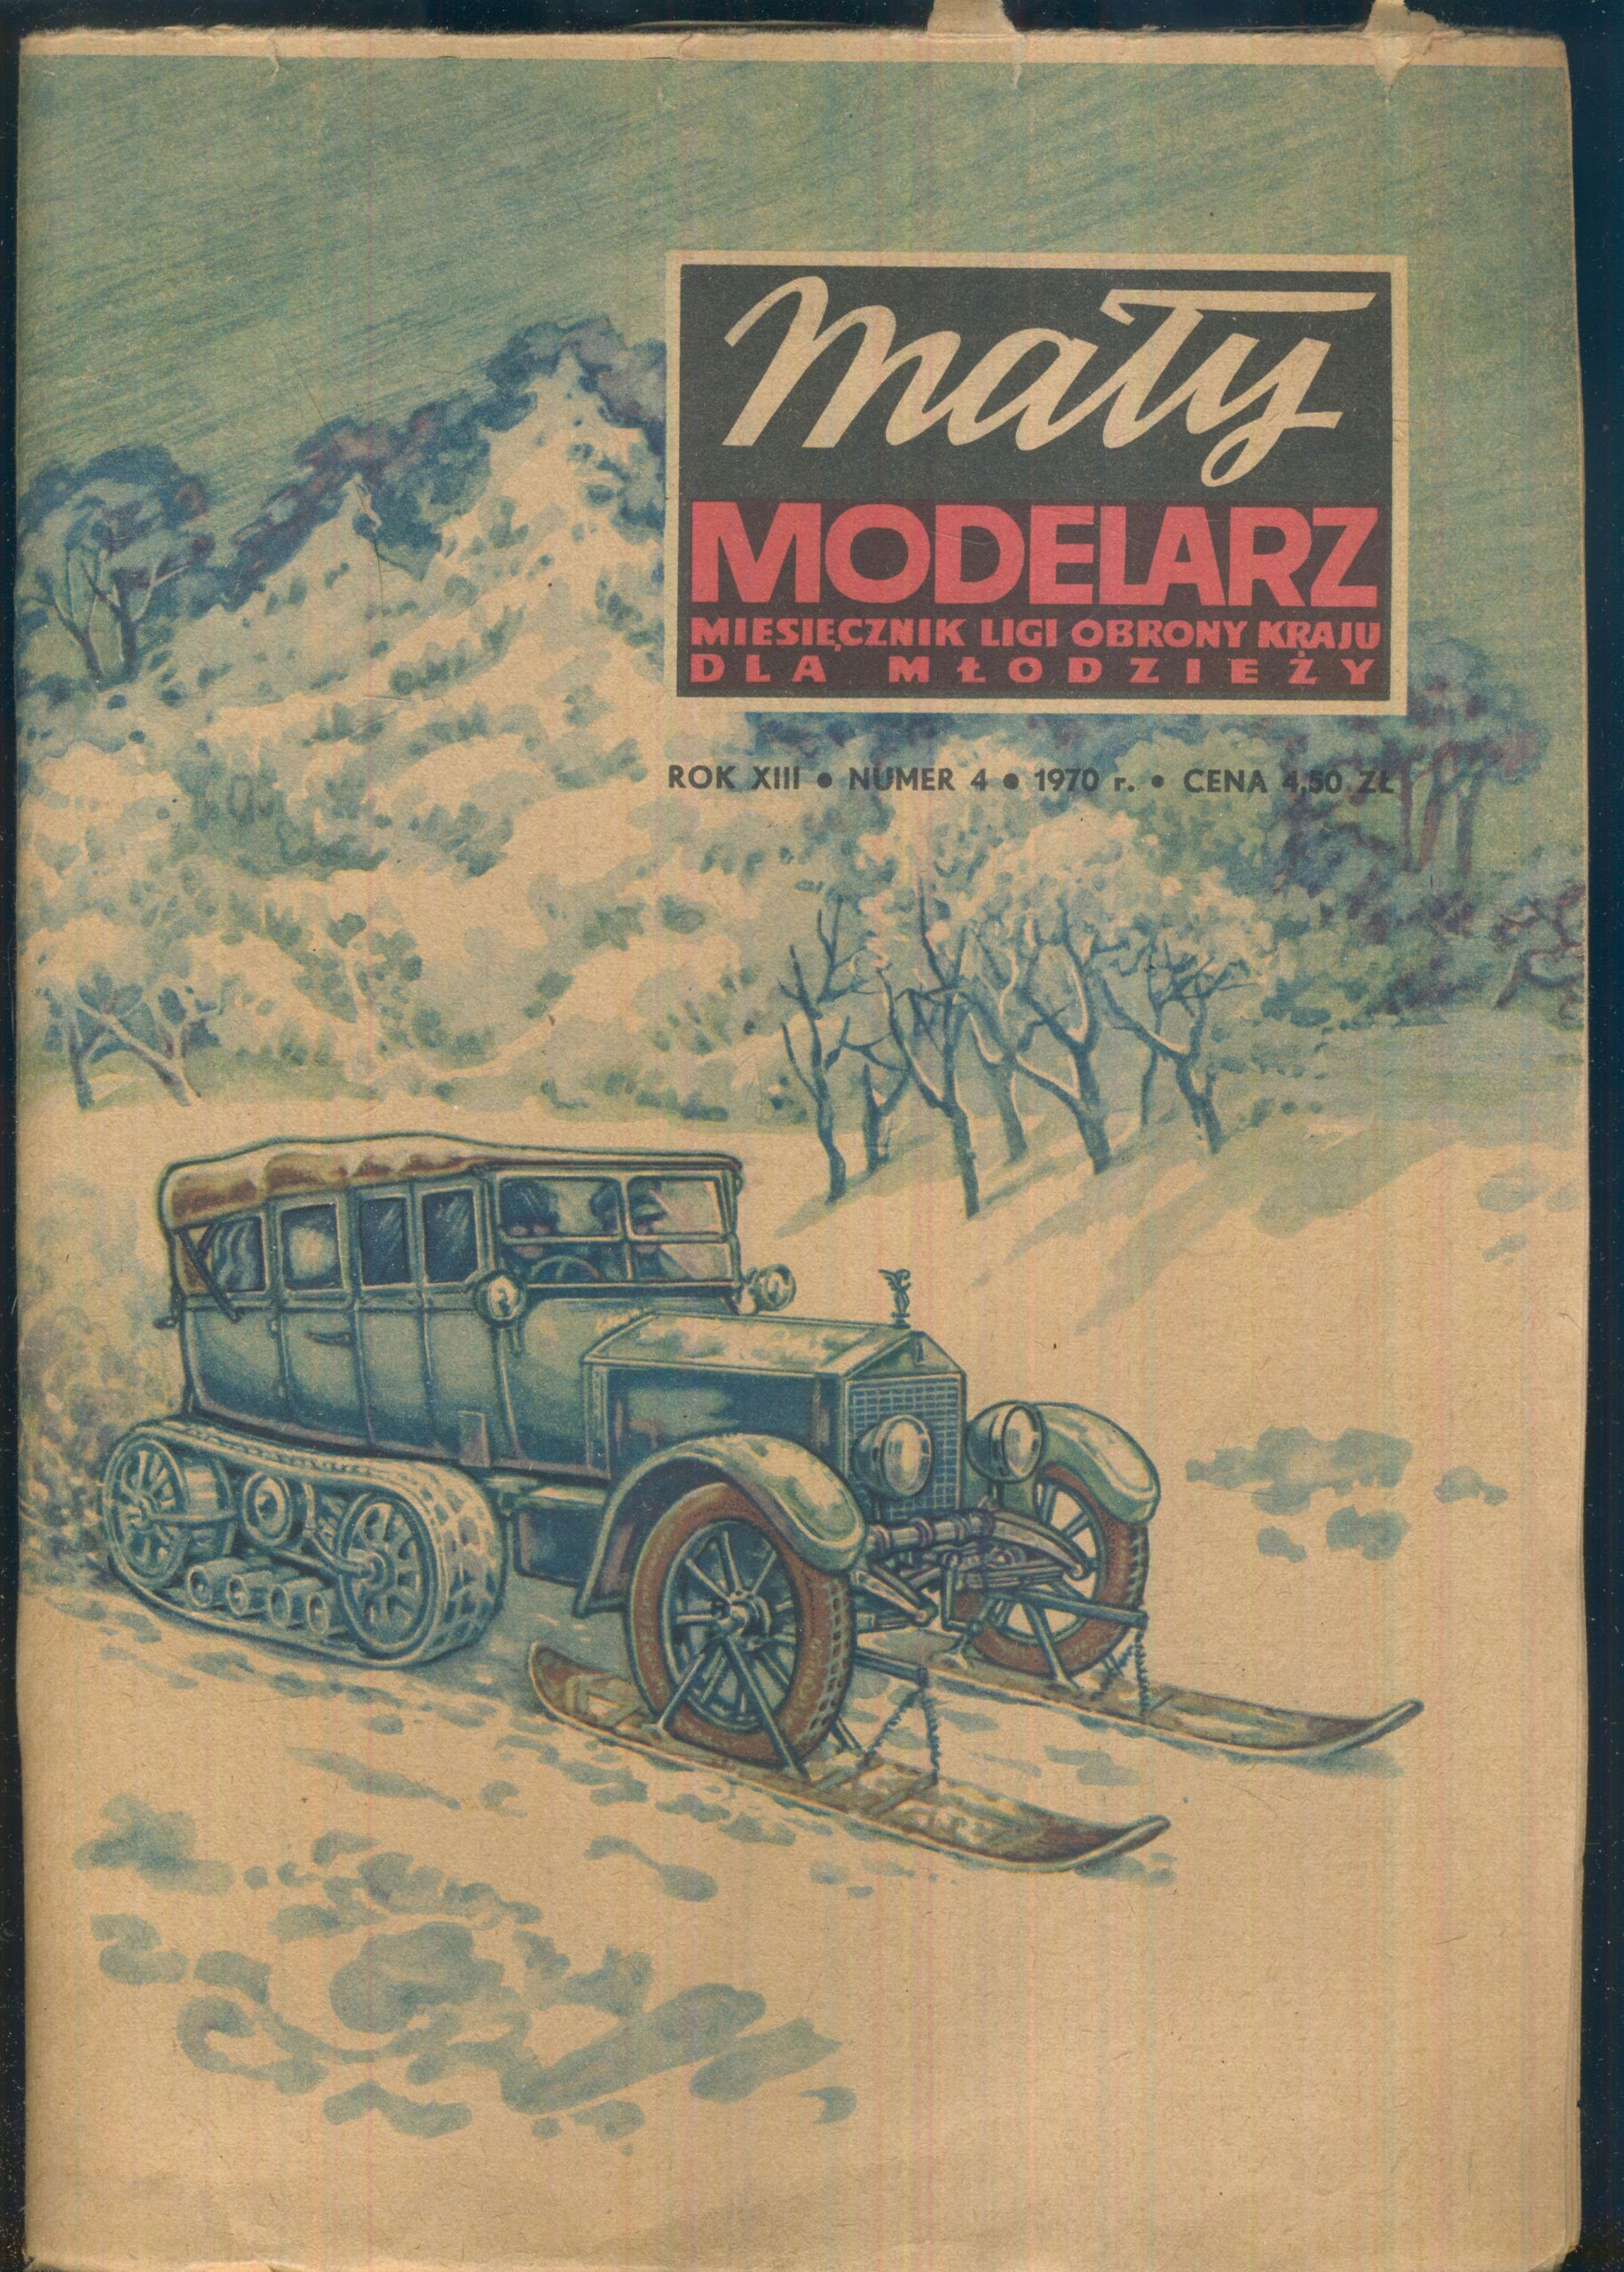 Mały
MODELARZ
MIESIĘCZNIK LIGI OBRONY KRAJU
DLA MŁODZIEŻY
ROK XIII • NUMER 4 • 1970 r. • CENA 4,50 ZŁ